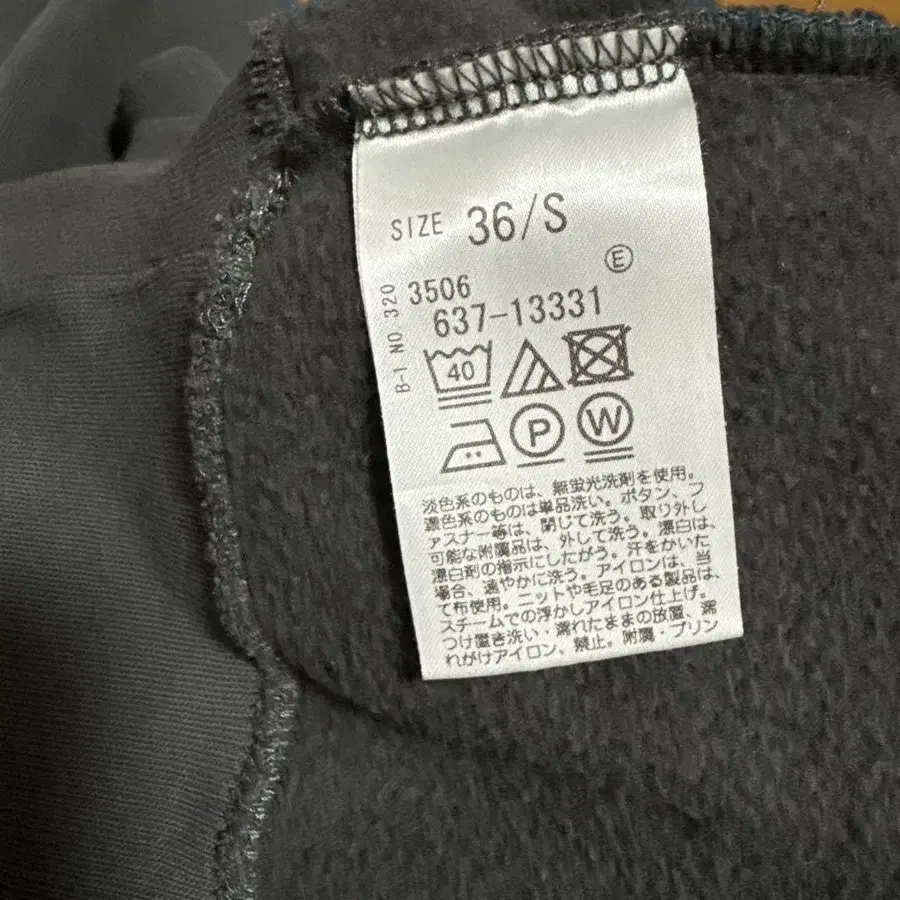 SIZE 36/S
E
B-1 NO.320
3506
637-13331
40
P
W
淡色系のものは、無蛍光洗剤を使用。
濃色系のものは単品洗い。ボタン、フ
ァスナー等は、閉じて洗う。取り外し
可能な附属品は、外して洗う。漂白は、
漂白剤の指示にしたがう。汗をかいた
場合、速やかに洗う。アイロンは、当
て布使用。ニットや毛足のある製品は、
スチームでの浮かしアイロン仕上げ。
つけ置き洗い・濡れたままの放置、濡
れがけアイロン、禁止。附属・プリン